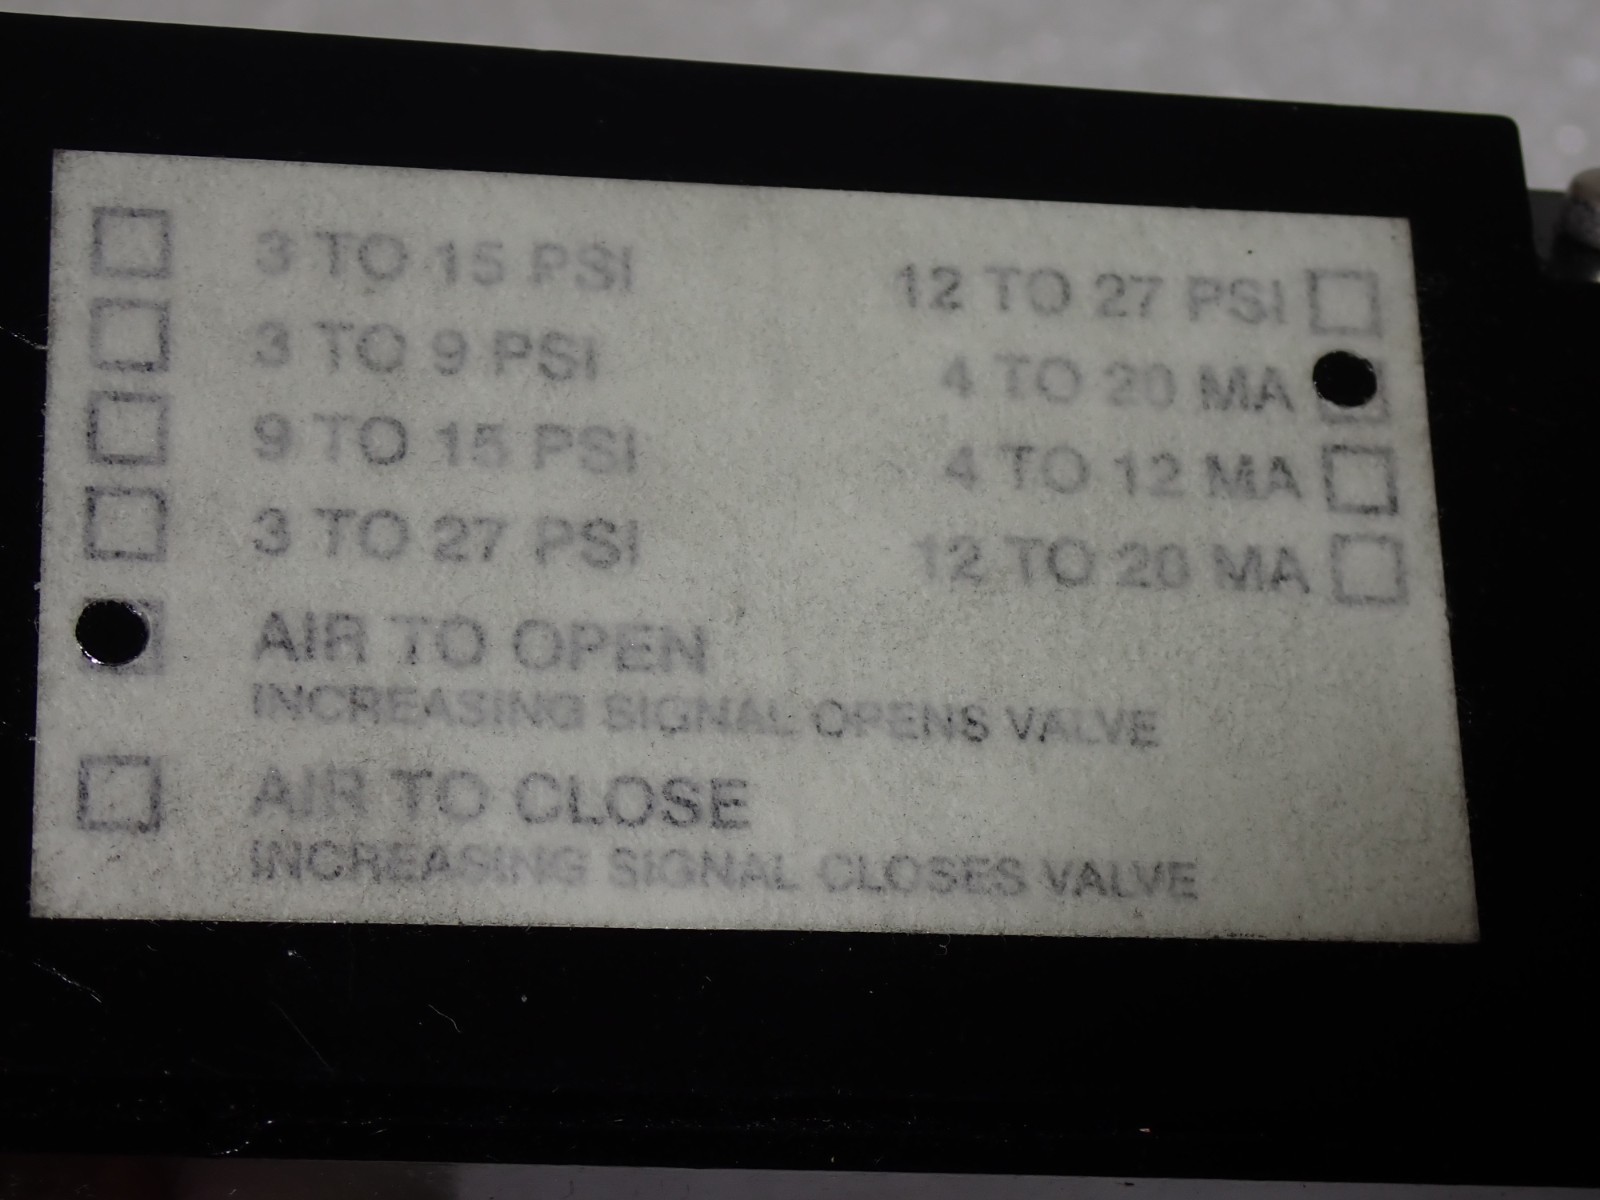 3 TO 15 PSI
3 TO 9 PSI
9 TO 15 PSI
3 TO 27 PSI
AIR TO OPEN
INCREASING SIGNAL OPENS VALVE
AIR TO CLOSE
INCREASING SIGNAL CLOSES VALVE
12 TO 27 PSI
4 TO 20 MA
4 TO 12 MA
12 TO 20 MA